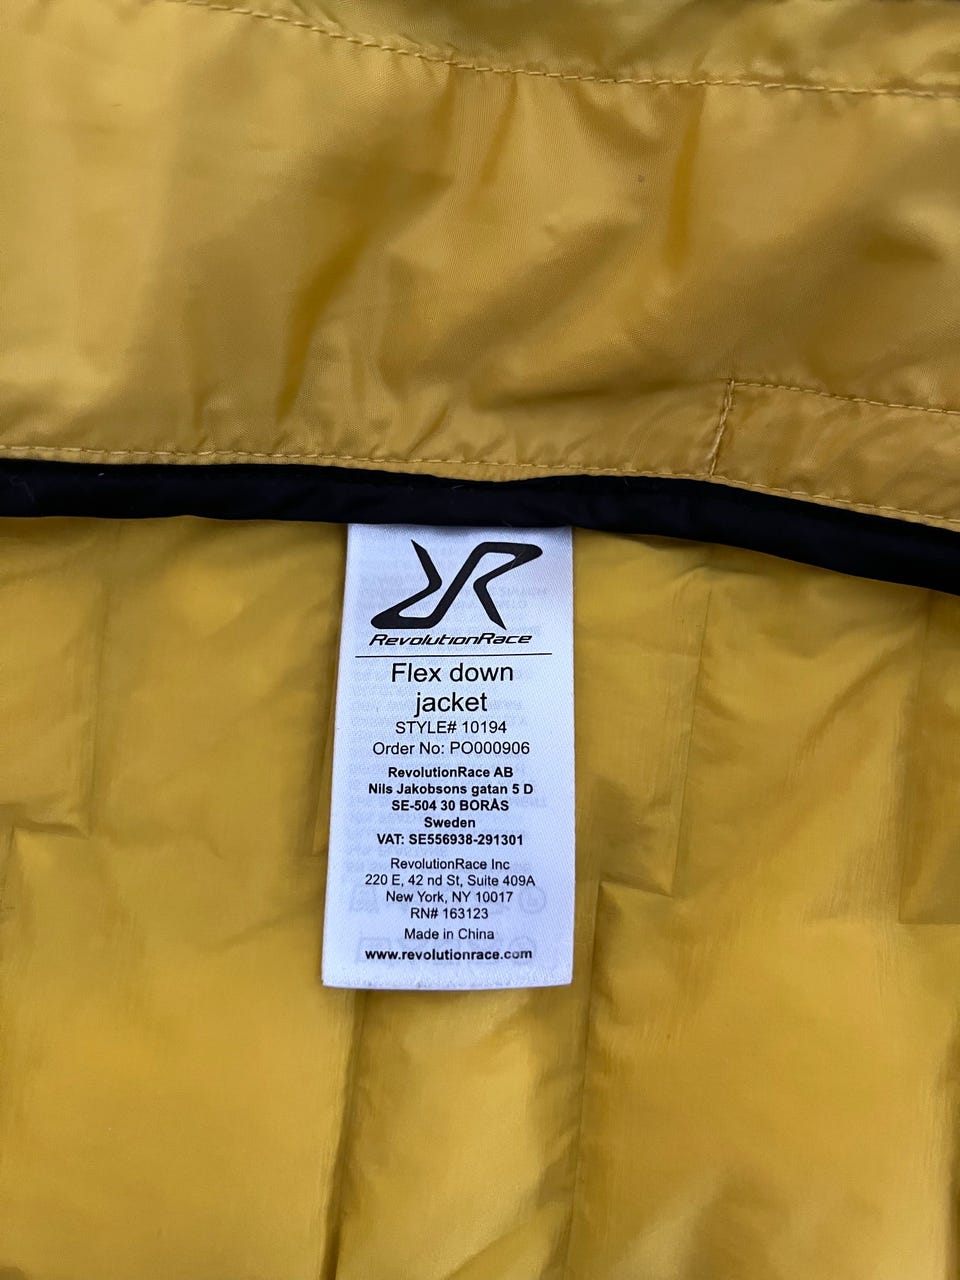 RevolutionRace
Flex down
jacket
STYLE# 10194
Order No: PO000906
RevolutionRace AB
Nils Jakobsons gatan 5 D
SE-504 30 BORÅS
Sweden
VAT: SE556938-291301
RevolutionRace Inc
220 E, 42 nd St, Suite 409A
New York, NY 10017
RN# 163123
Made in China
www.revolutionrace.com